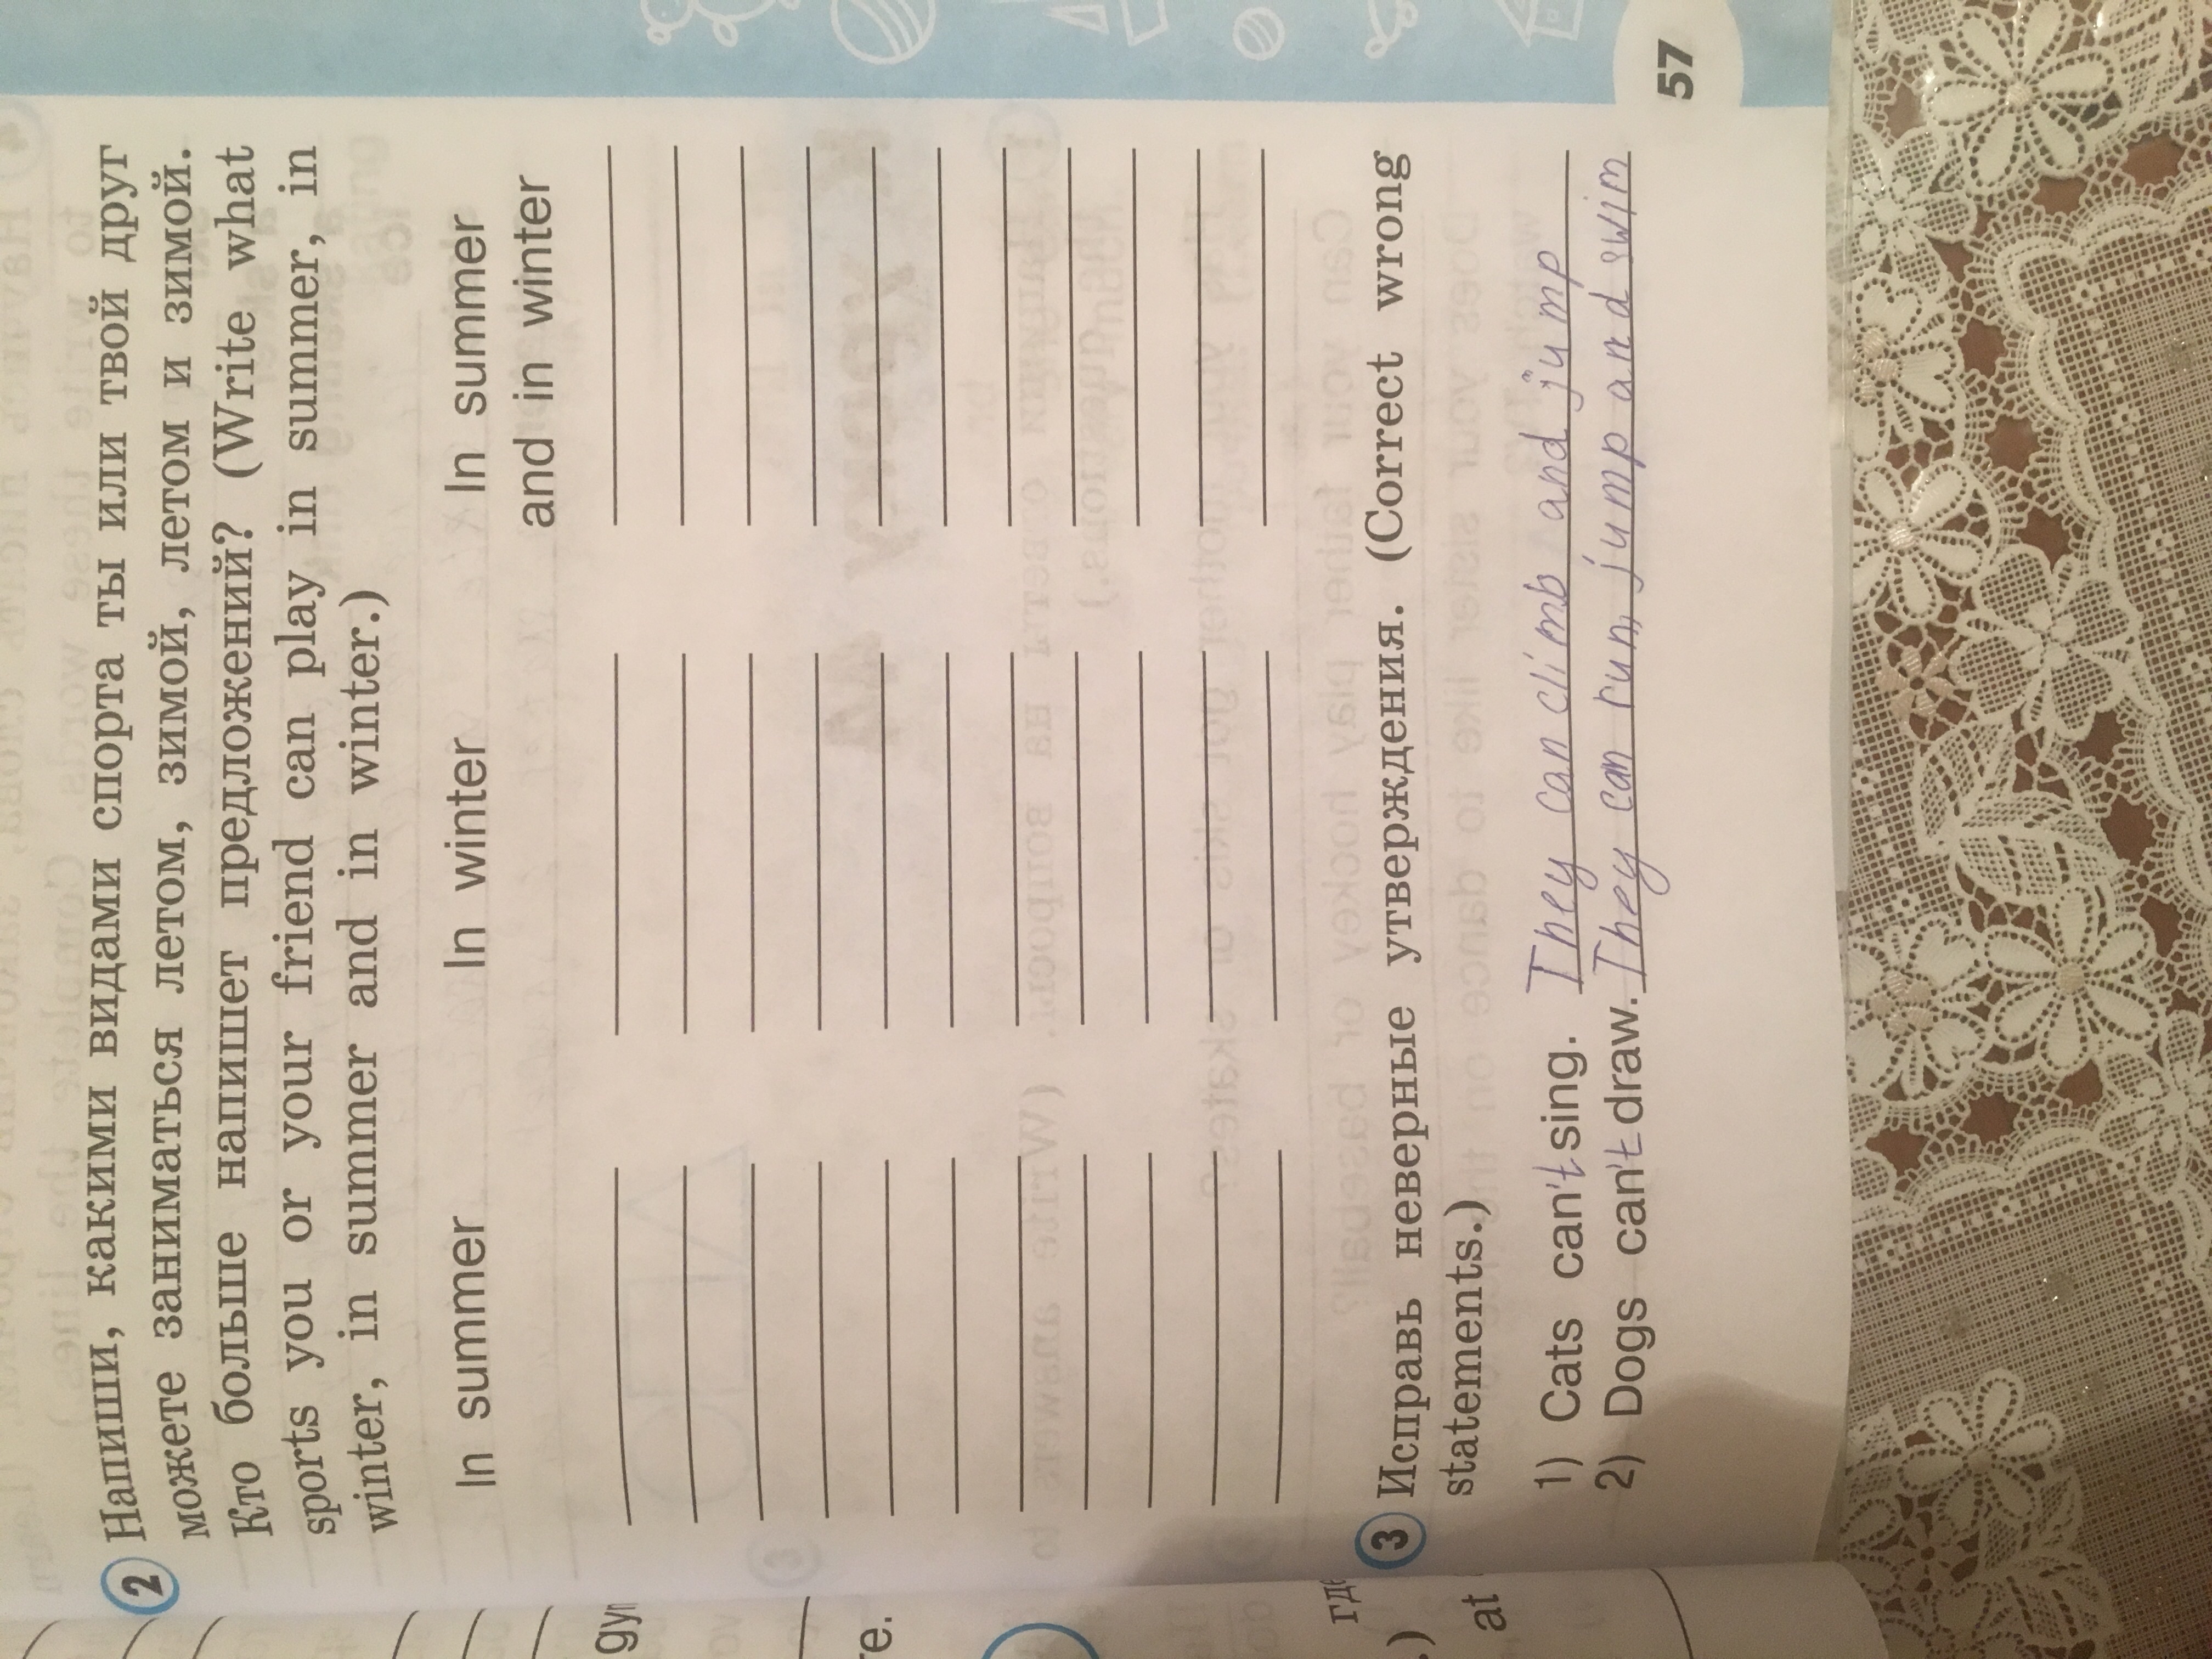 2 Напиши, какими видами спорта ты или твой друг
можете заниматься летом, зимой, летом и зимой.
Кто больше напишет предложений? (Write what
sports you or your friend can play in summer, in
winter, in summer and in winter.)
In summer In winter In summer
and in winter
3 Исправь неверные утверждения. (Correct wrong
statements.)
1) Cats can't sing. They can climb and jump
2) Dogs can't draw. They can run, jump and swim
57
at